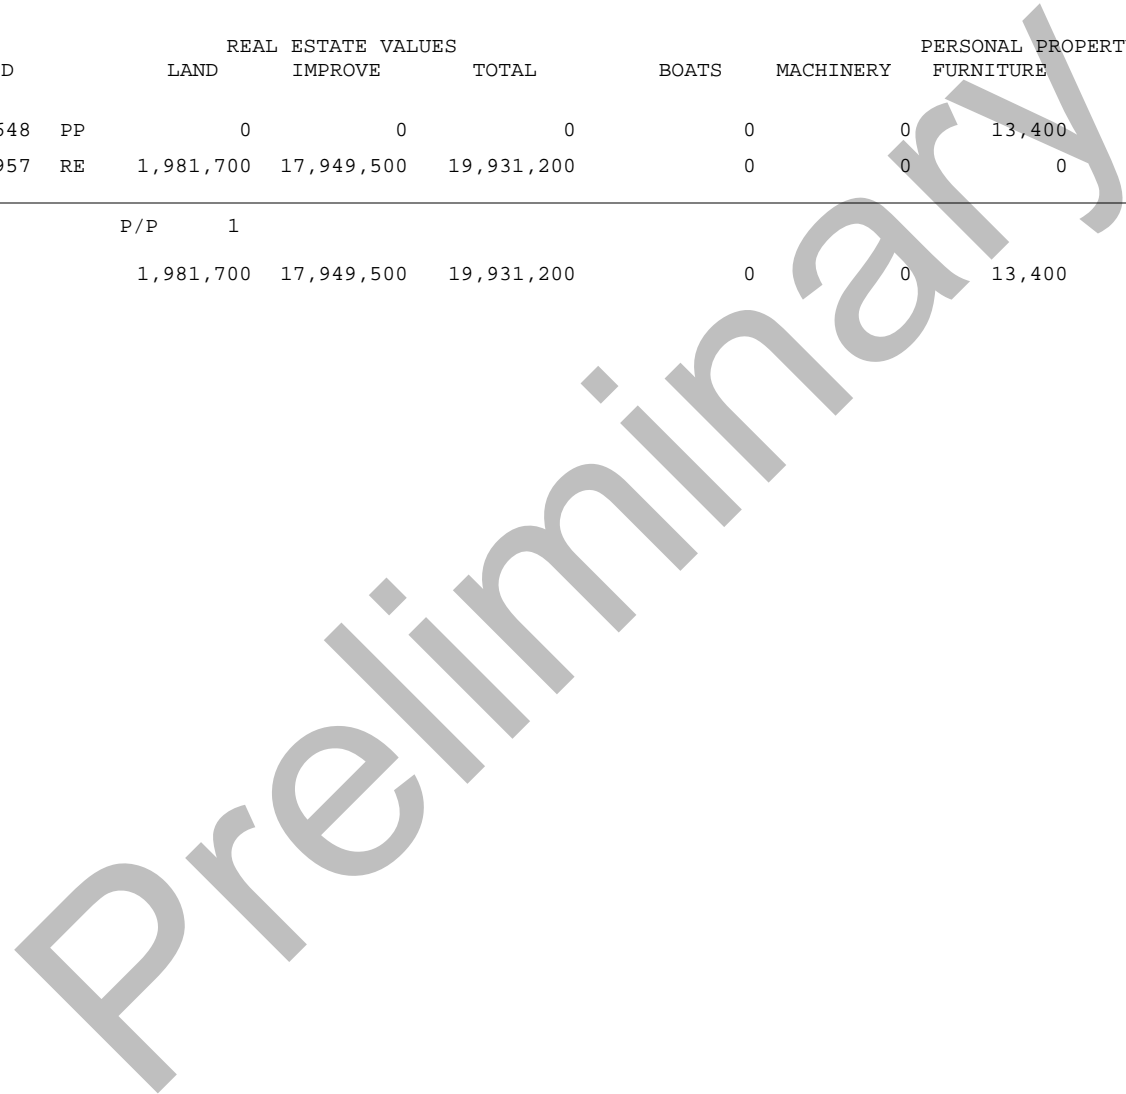 REAL ESTATE VALUES PERSONAL PROPERT
D LAND IMPROVE TOTAL BOATS MACHINERY FURNITURE
548 PP 0 0 0 0 0 13,400
957 RE 1,981,700 17,949,500 19,931,200 0 0 0
P/P 1
1,981,700 17,949,500 19,931,200 0 0 13,400
Preliminary